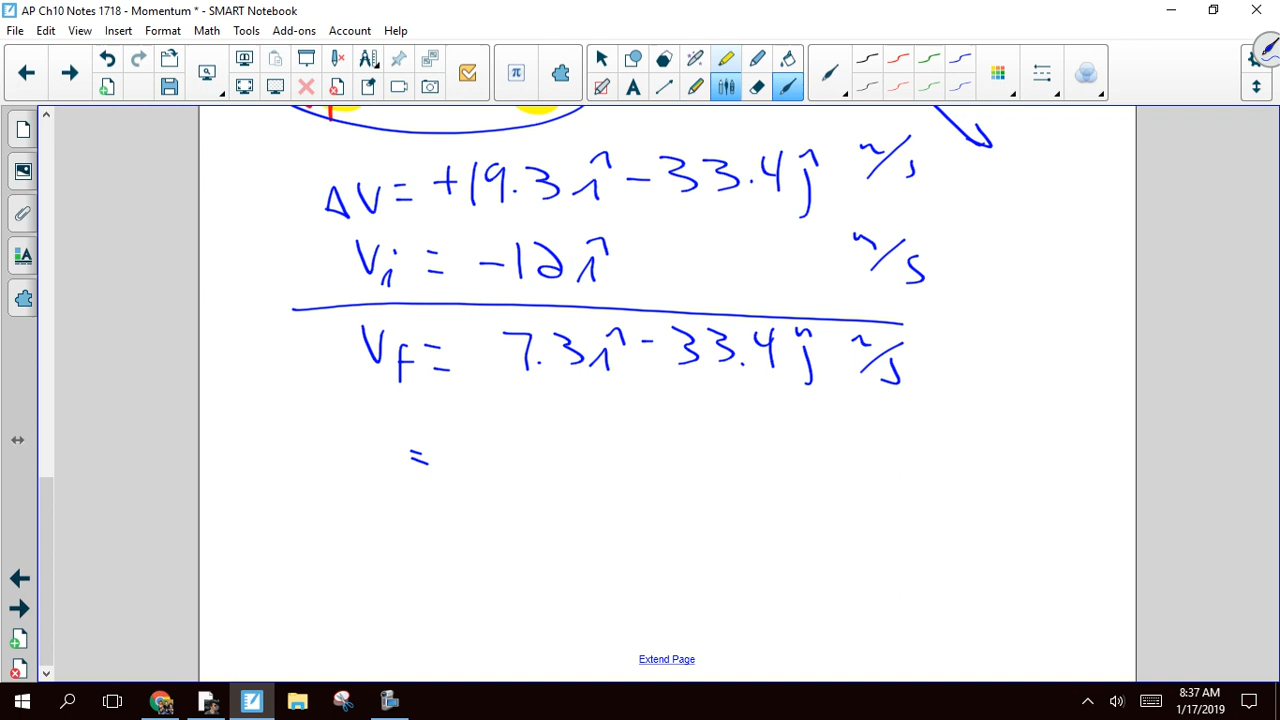 AP Ch10 Notes 1718 - Momentum * - SMART Notebook
File Edit View Insert Format Math Tools Add-ons Account Help
ΔV = +19.3 î - 33.4 ĵ m/s
Vi = -12 î m/s
VF = 7.3 î - 33.4 ĵ m/s
=
Extend Page
8:37 AM
1/17/2019